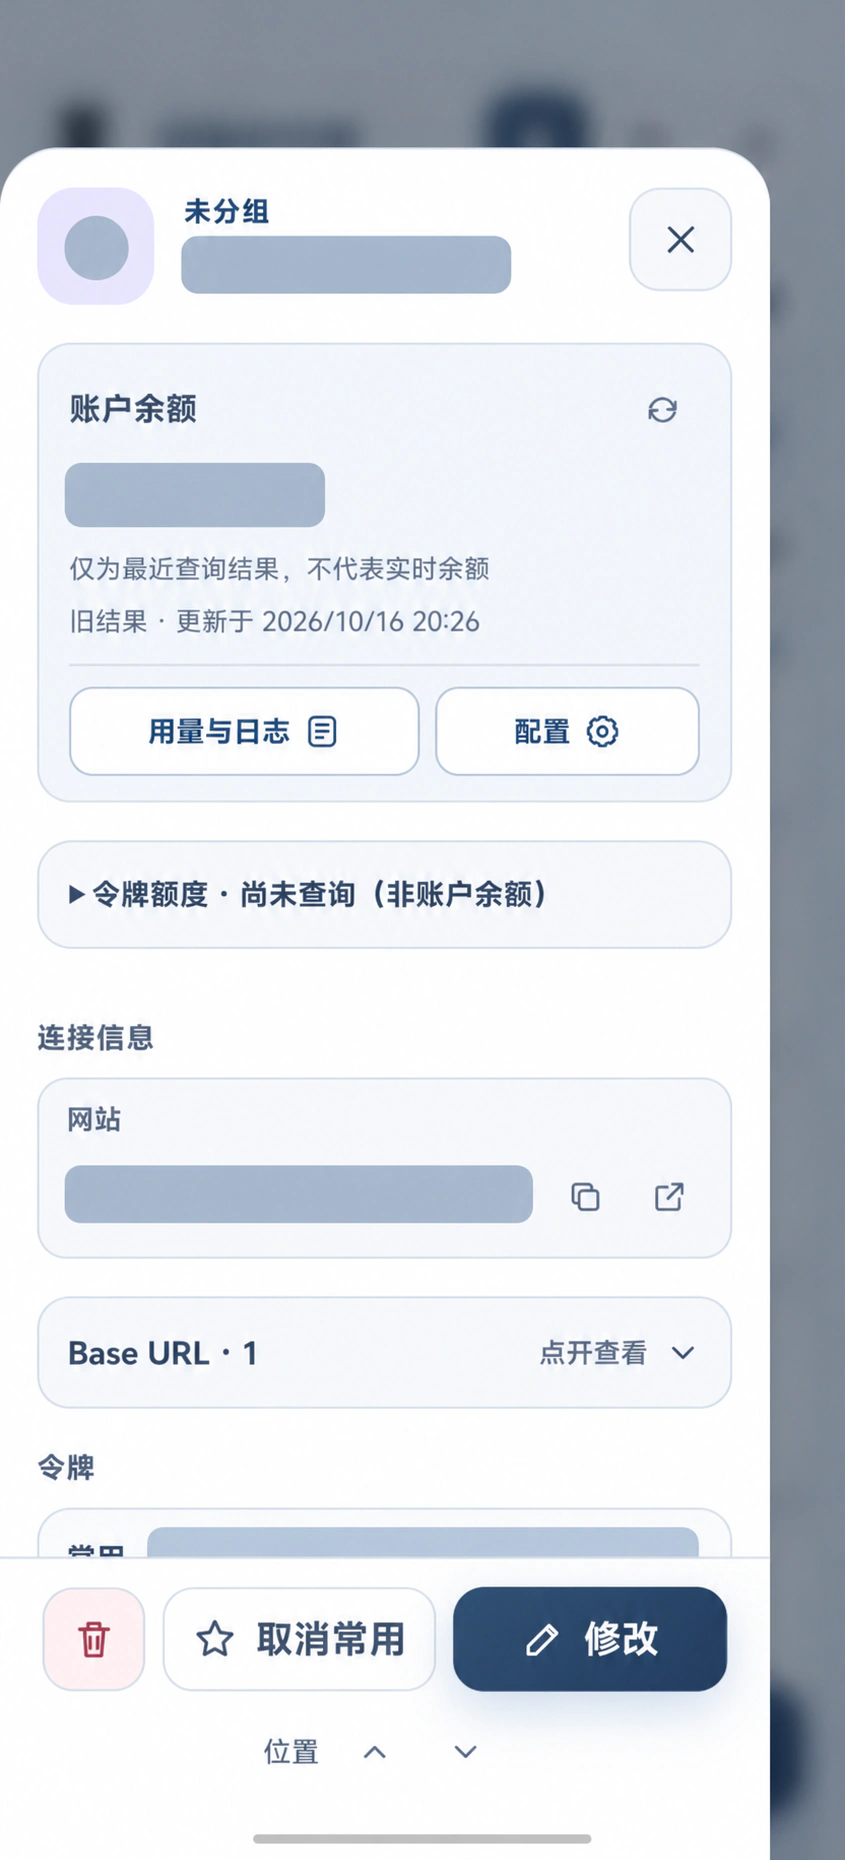 未分组
账户余额
仅为最近查询结果，不代表实时余额
旧结果 · 更新于 2026/10/16 20:26
用量与日志
配置
令牌额度 · 尚未查询（非账户余额）
连接信息
网站
Base URL · 1
点开查看
令牌
常用
取消常用
修改
位置